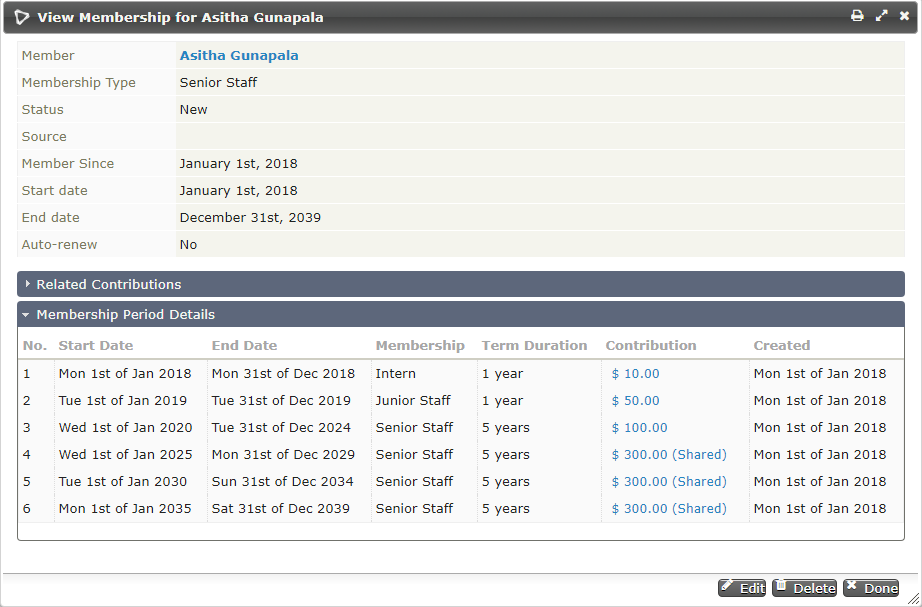 View Membership for Asitha Gunapala
Member Asitha Gunapala
Membership Type Senior Staff
Status New
Source
Member Since January 1st, 2018
Start date January 1st, 2018
End date December 31st, 2039
Auto-renew No
Related Contributions
Membership Period Details
No. Start Date End Date Membership Term Duration Contribution Created
1 Mon 1st of Jan 2018 Mon 31st of Dec 2018 Intern 1 year $ 10.00 Mon 1st of Jan 2018
2 Tue 1st of Jan 2019 Tue 31st of Dec 2019 Junior Staff 1 year $ 50.00 Mon 1st of Jan 2018
3 Wed 1st of Jan 2020 Tue 31st of Dec 2024 Senior Staff 5 years $ 100.00 Mon 1st of Jan 2018
4 Wed 1st of Jan 2025 Mon 31st of Dec 2029 Senior Staff 5 years $ 300.00 (Shared) Mon 1st of Jan 2018
5 Tue 1st of Jan 2030 Sun 31st of Dec 2034 Senior Staff 5 years $ 300.00 (Shared) Mon 1st of Jan 2018
6 Mon 1st of Jan 2035 Sat 31st of Dec 2039 Senior Staff 5 years $ 300.00 (Shared) Mon 1st of Jan 2018
Edit Delete Done